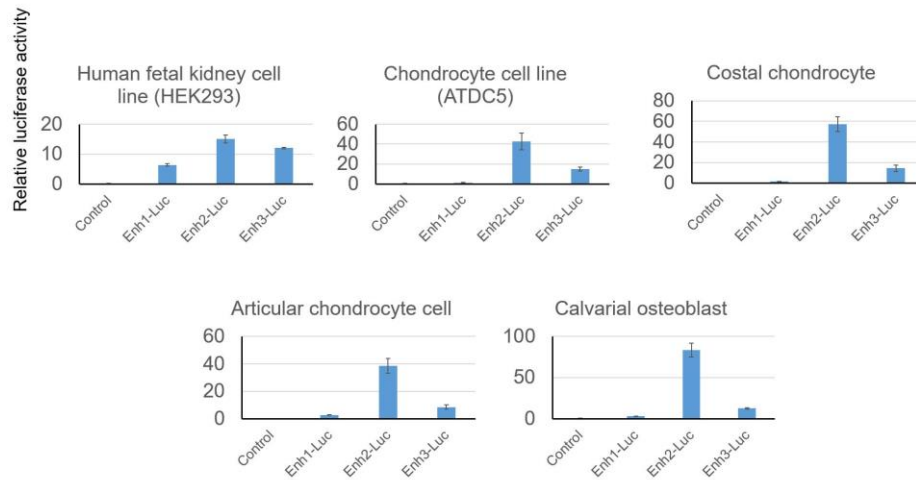 Relative luciferase activity
Human fetal kidney cell
line (HEK293)
20
10
0
Control
Enh1-Luc
Enh2-Luc
Enh3-Luc
Chondrocyte cell line
(ATDC5)
60
40
20
0
Control
Enh1-Luc
Enh2-Luc
Enh3-Luc
Costal chondrocyte
80
60
40
20
0
Control
Enh1-Luc
Enh2-Luc
Enh3-Luc
Articular chondrocyte cell
60
40
20
0
Control
Enh1-Luc
Enh2-Luc
Enh3-Luc
Calvarial osteoblast
100
50
0
Control
Enh1-Luc
Enh2-Luc
Enh3-Luc